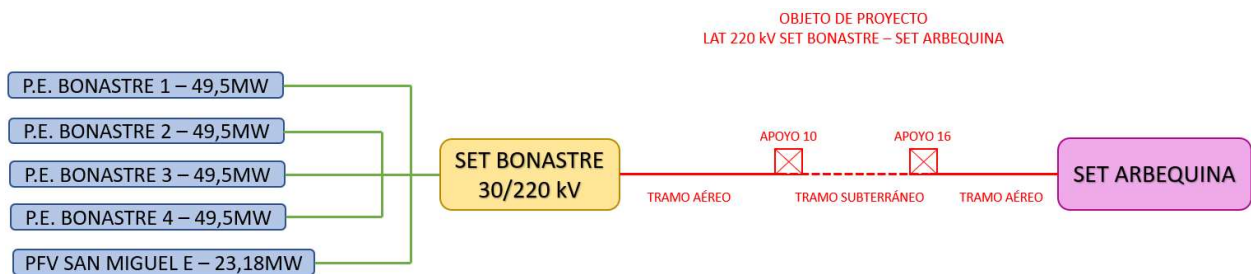 OBJETO DE PROYECTO
LAT 220 kV SET BONASTRE – SET ARBEQUINA
P.E. BONASTRE 1 – 49,5MW
P.E. BONASTRE 2 – 49,5MW
P.E. BONASTRE 3 – 49,5MW
P.E. BONASTRE 4 – 49,5MW
PFV SAN MIGUEL E – 23,18MW
SET BONASTRE
30/220 kV
APOYO 10
APOYO 16
TRAMO AÉREO
TRAMO SUBTERRÁNEO
TRAMO AÉREO
SET ARBEQUINA